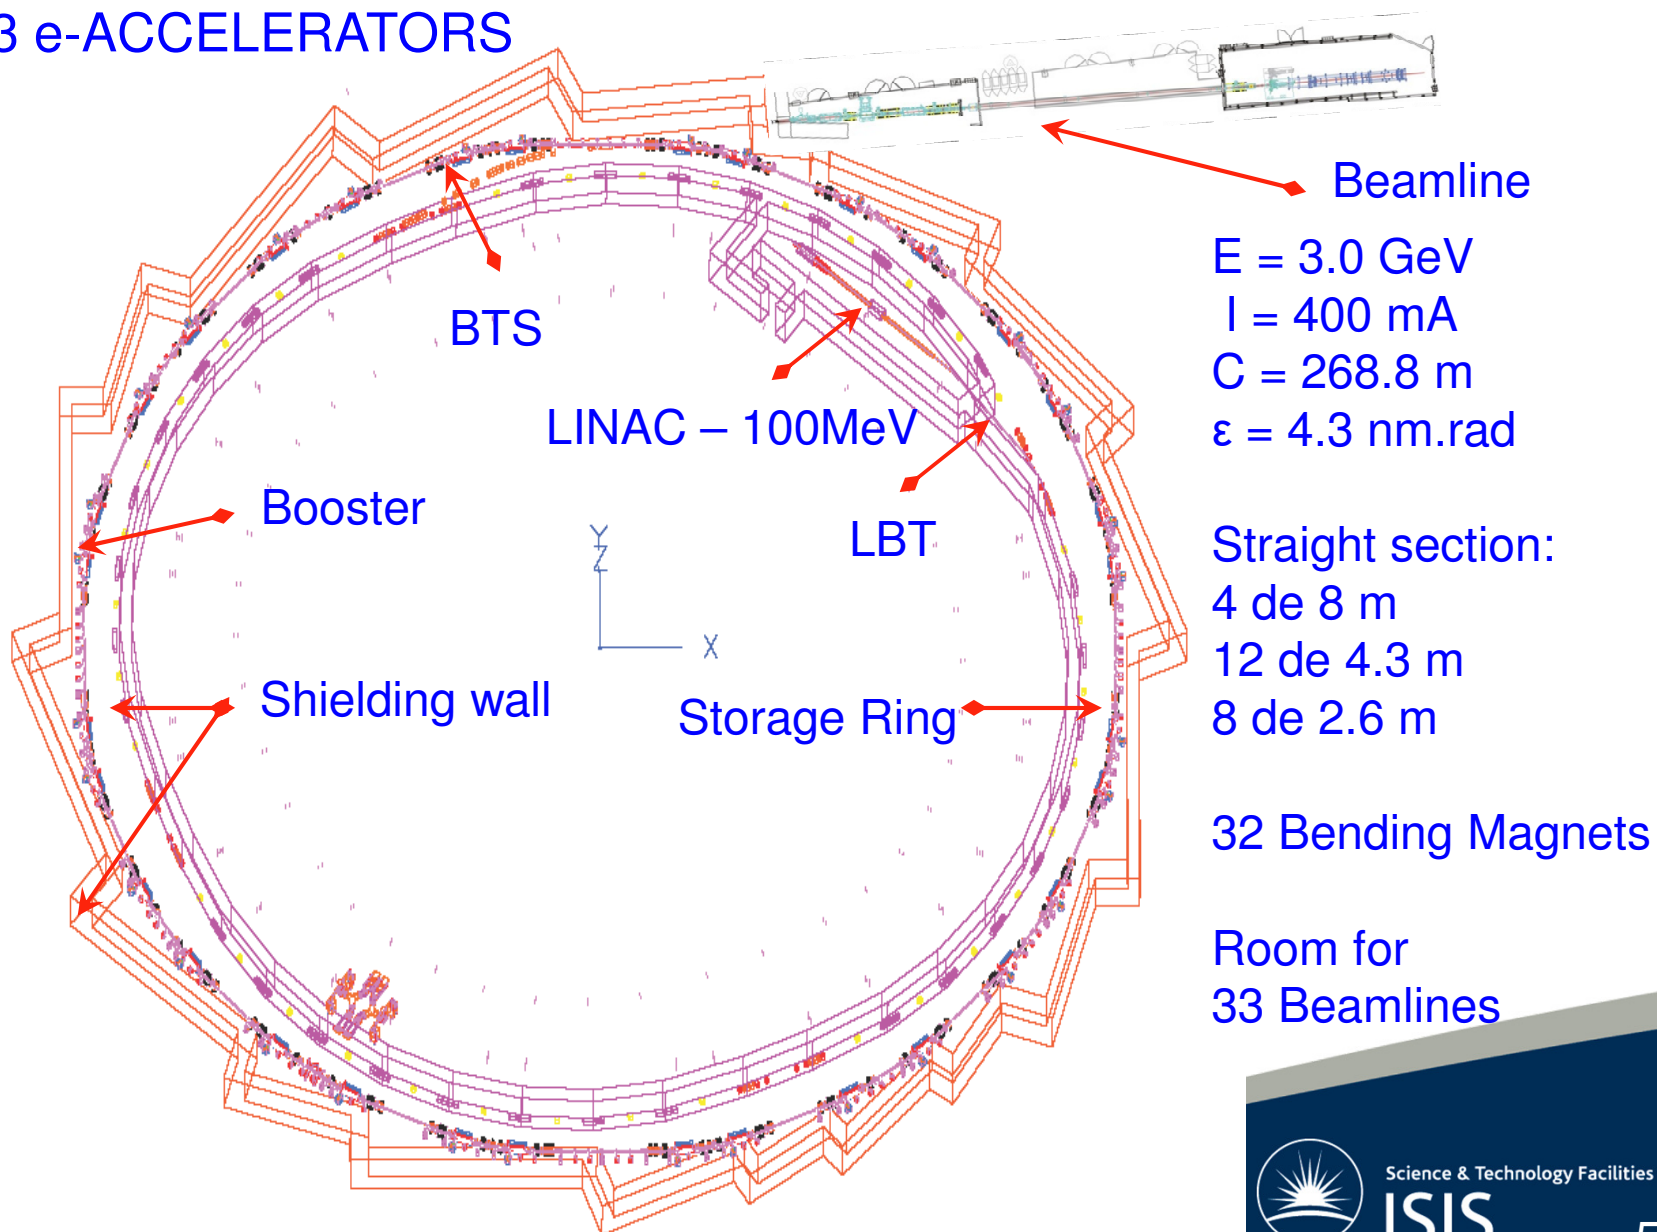 3 e-ACCELERATORS
Beamline
E = 3.0 GeV
I = 400 mA
C = 268.8 m
ε = 4.3 nm.rad
BTS
LINAC – 100MeV
Booster
LBT
Straight section:
4 de 8 m
12 de 4.3 m
8 de 2.6 m
Y
Z
X
Shielding wall
Storage Ring
32 Bending Magnets
Room for
33 Beamlines
Science & Technology Facilities
ISIS
5